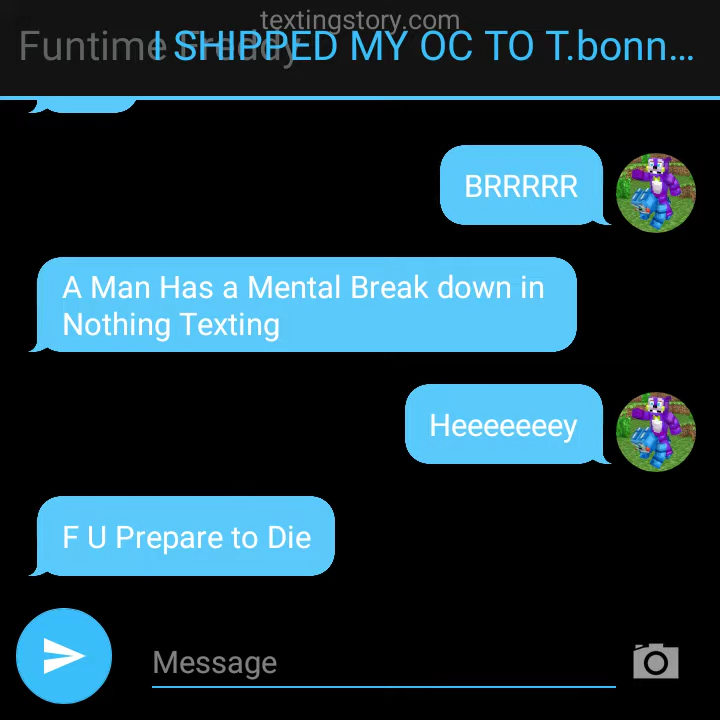 textingstory.com
Funtime Freddy
I SHIPPED MY OC TO T.bonn...
BRRRRR
A Man Has a Mental Break down in
Nothing Texting
Heeeeeeey
F U Prepare to Die
Message